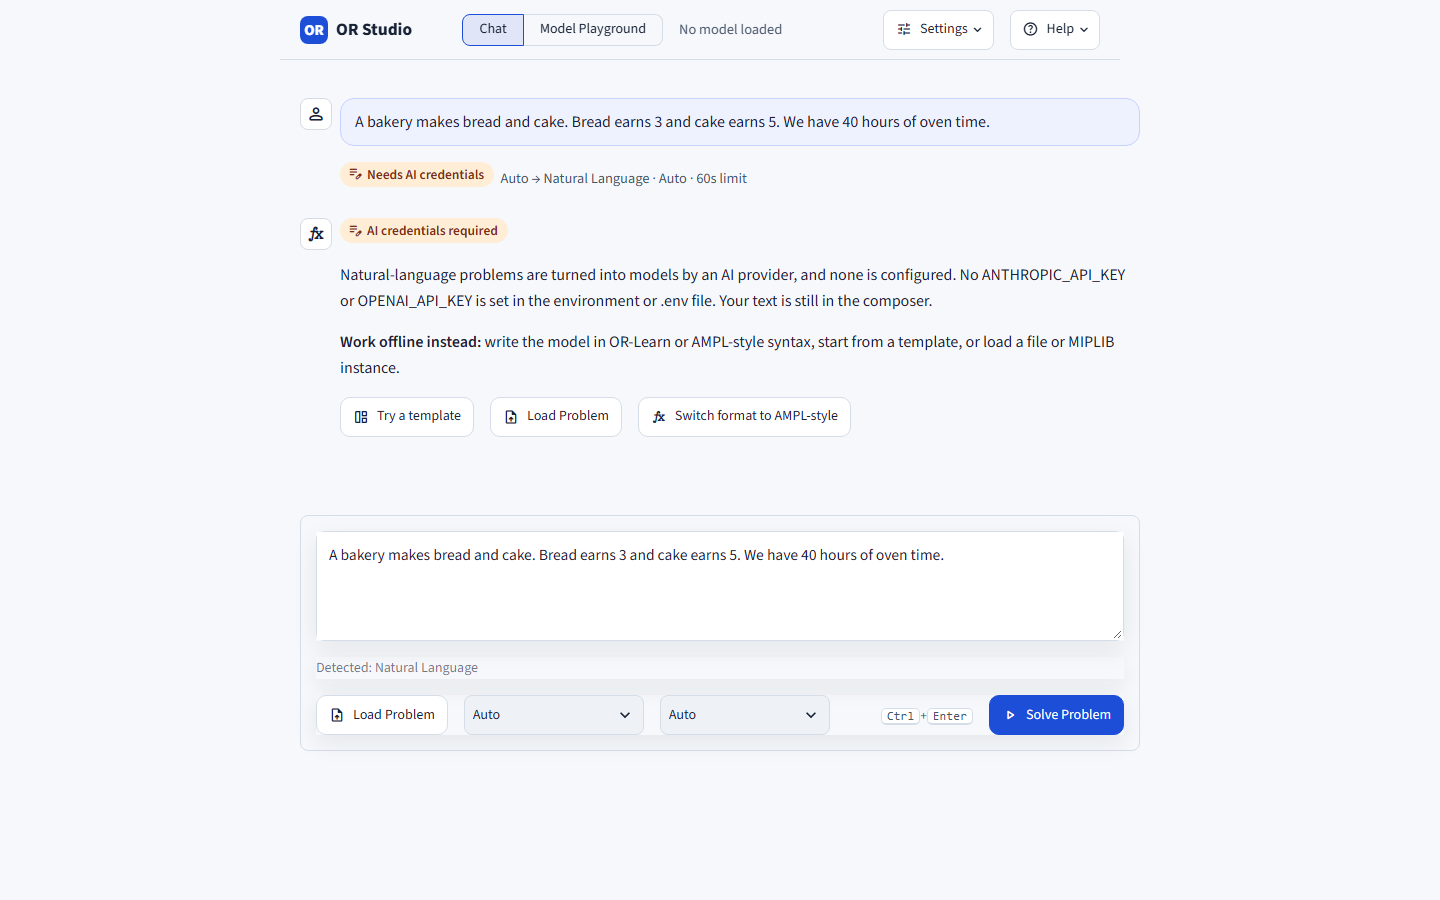 OR OR Studio Chat Model Playground No model loaded Settings Help
A bakery makes bread and cake. Bread earns 3 and cake earns 5. We have 40 hours of oven time.
Needs AI credentials Auto → Natural Language · Auto · 60s limit
fx AI credentials required
Natural-language problems are turned into models by an AI provider, and none is configured. No ANTHROPIC_API_KEY
or OPENAI_API_KEY is set in the environment or .env file. Your text is still in the composer.
Work offline instead: write the model in OR-Learn or AMPL-style syntax, start from a template, or load a file or MIPLIB
instance.
Try a template Load Problem fx Switch format to AMPL-style
A bakery makes bread and cake. Bread earns 3 and cake earns 5. We have 40 hours of oven time.
Detected: Natural Language
Load Problem Auto Auto Ctrl+Enter Solve Problem